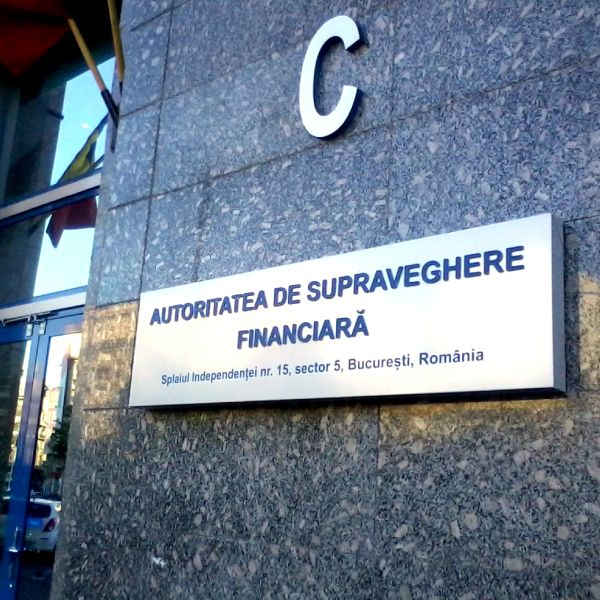 C
AUTORITATEA DE SUPRAVEGHERE
FINANCIARĂ
Splaiul Independenței nr. 15, sector 5, București, România